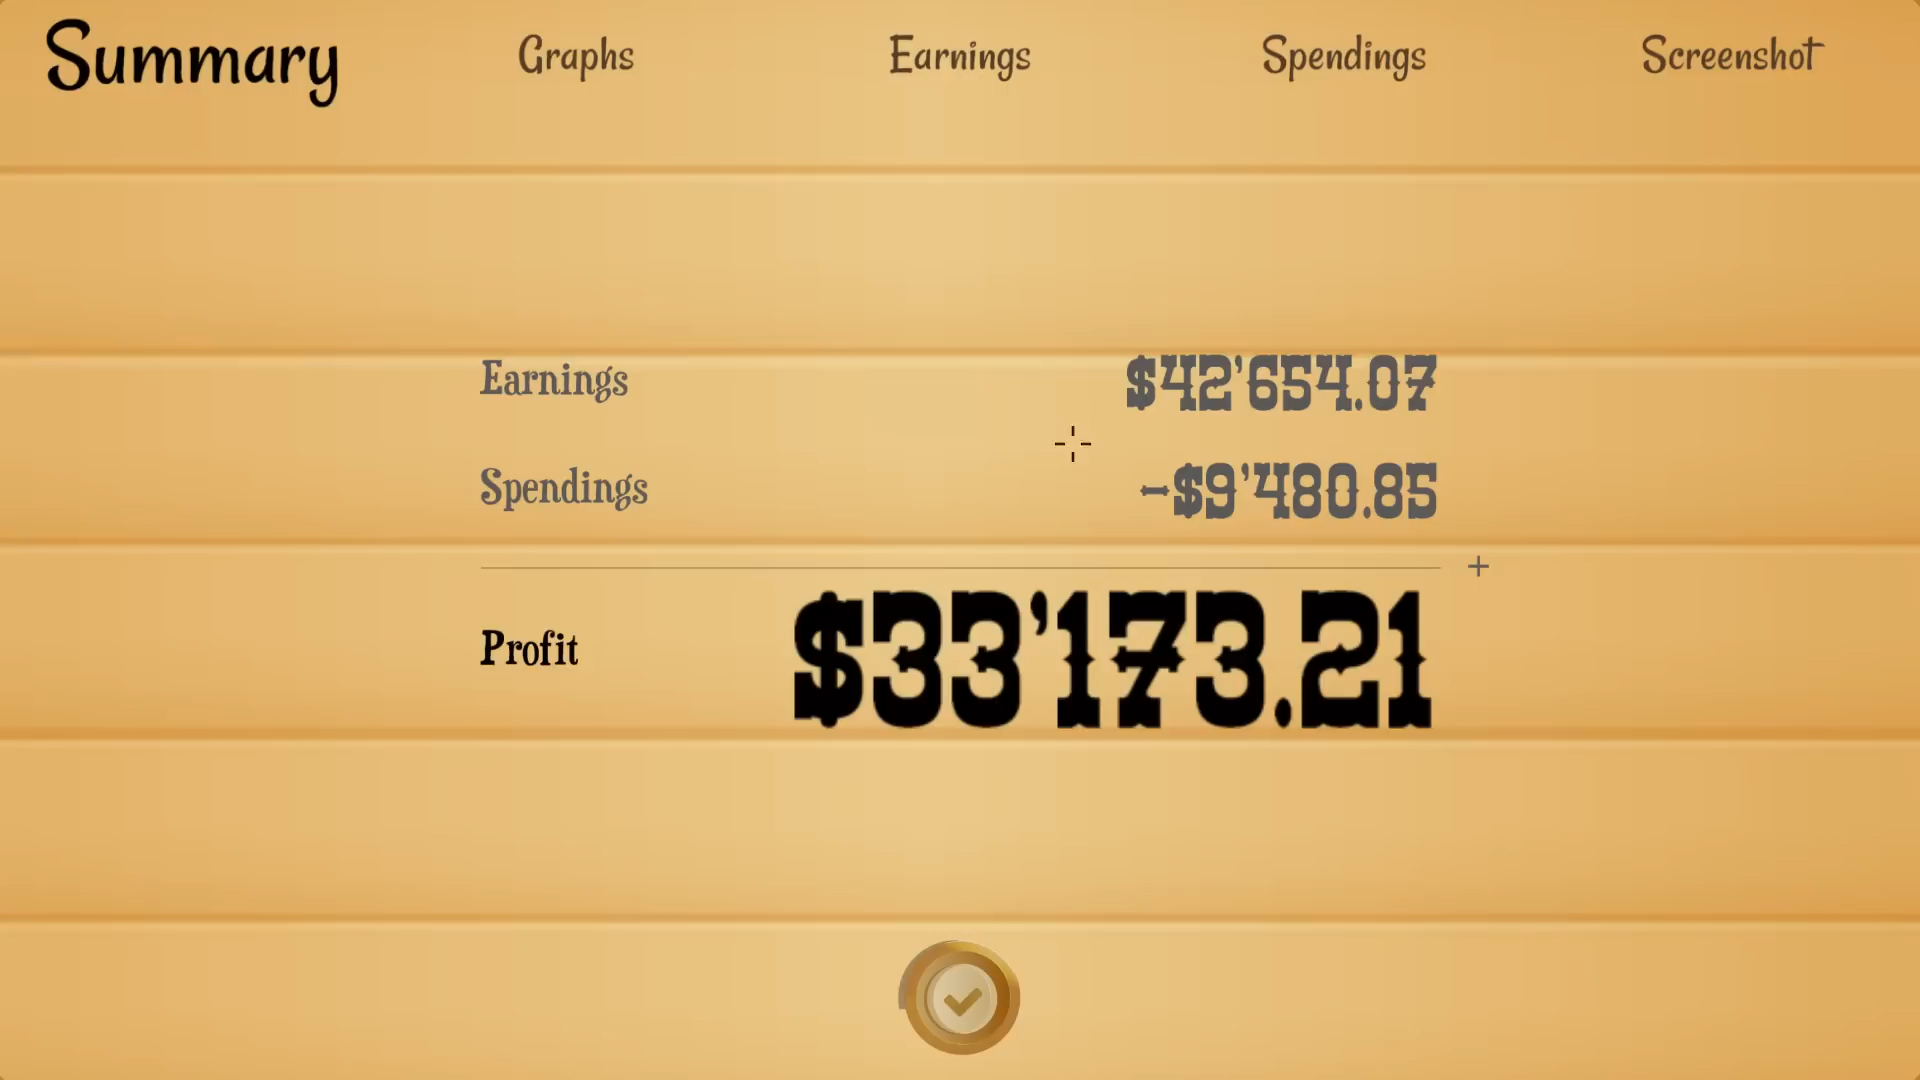 Summary Graphs Earnings Spendings Screenshot
Earnings $42'654.07
Spendings -$9'480.85
+
Profit $33'173.21